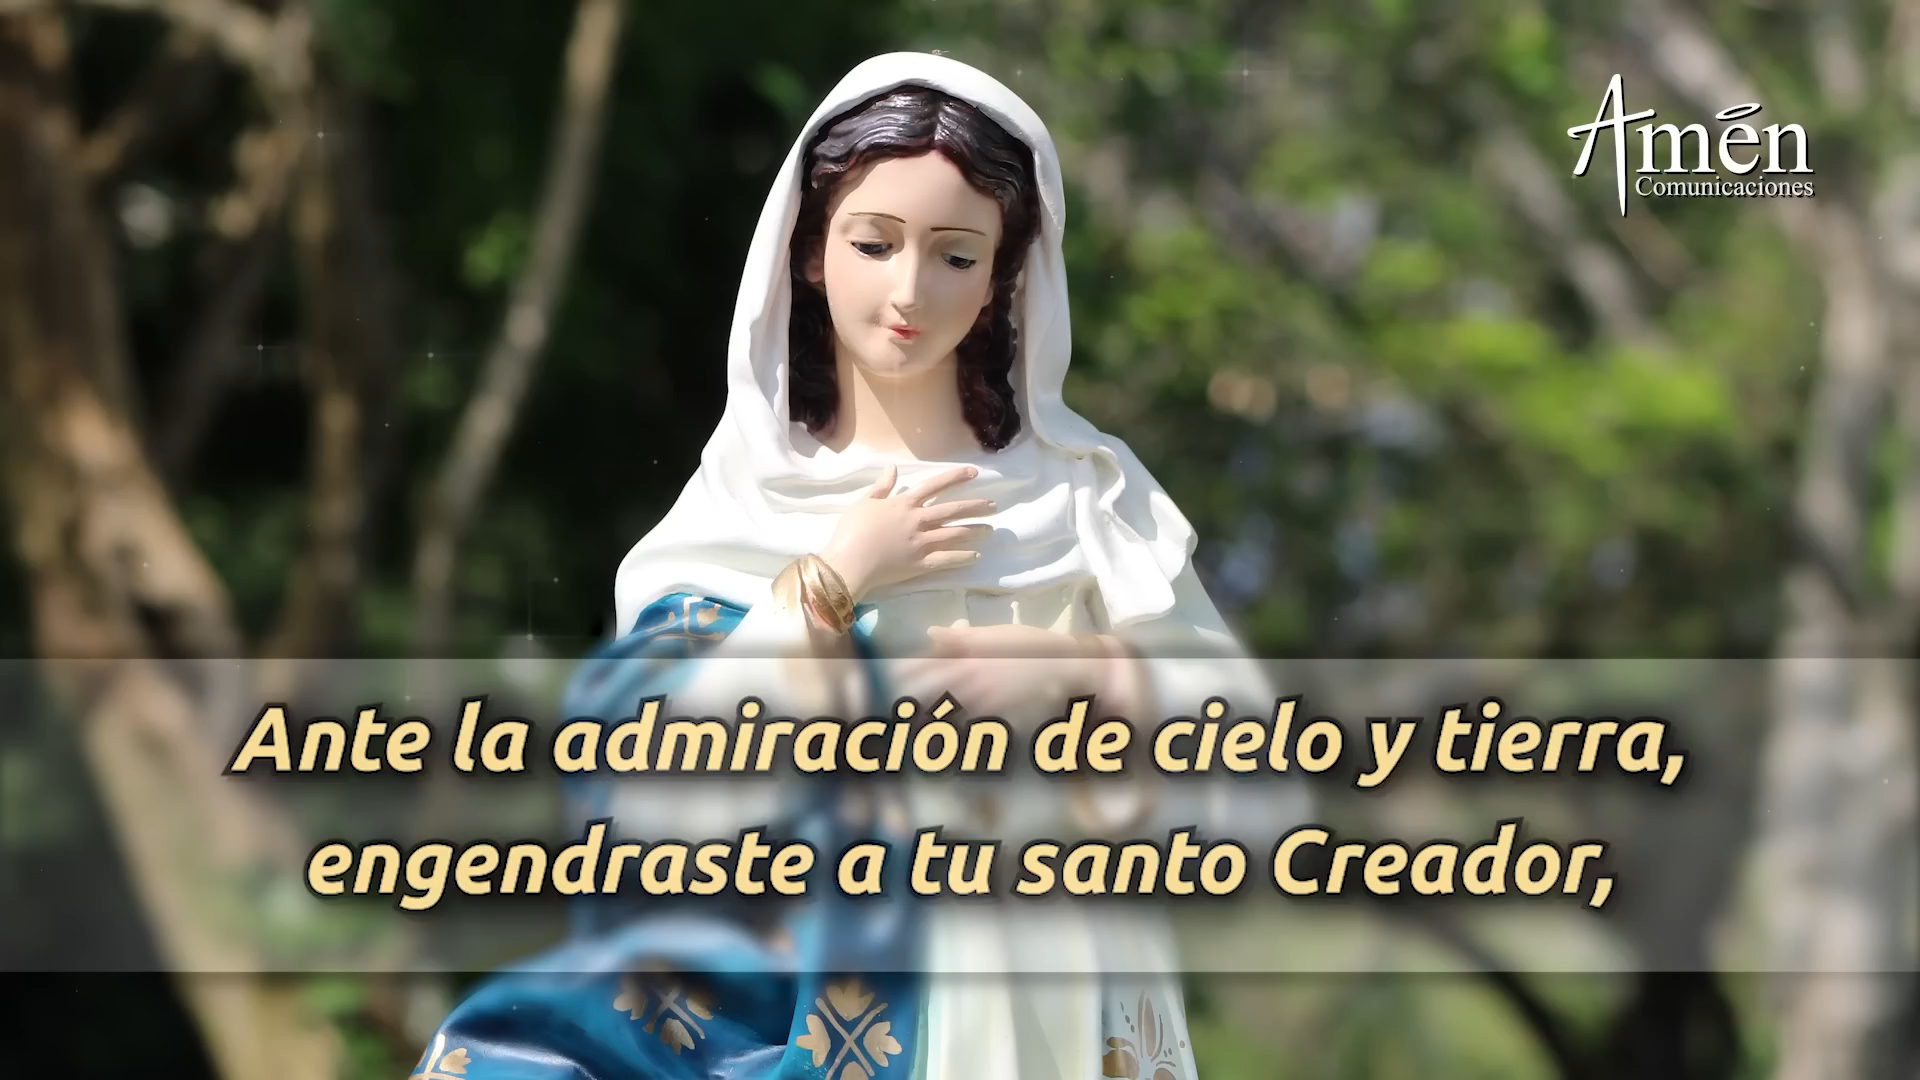 Amén
Comunicaciones
Ante la admiración de cielo y tierra,
engendraste a tu santo Creador,